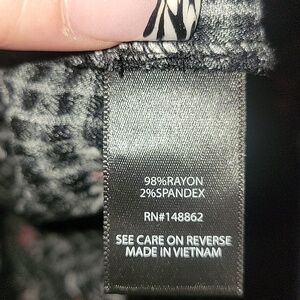 98%RAYON
2%SPANDEX
RN#148862
SEE CARE ON REVERSE
MADE IN VIETNAM